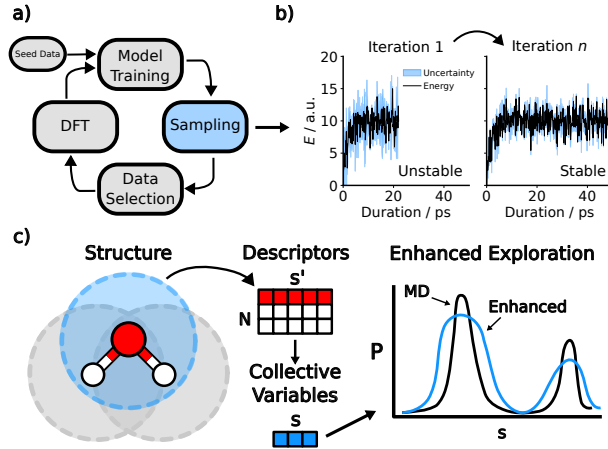 a)
Seed Data
Model
Training
DFT
Sampling
Data
Selection
b)
Iteration 1
Iteration n
Uncertainty
Energy
E / a.u.
20
15
10
5
0
Unstable
Stable
0
20
40
0
20
40
Duration / ps
Duration / ps
c)
Structure
Descriptors
S'
N
Collective
Variables
S
Enhanced Exploration
MD
Enhanced
P
s